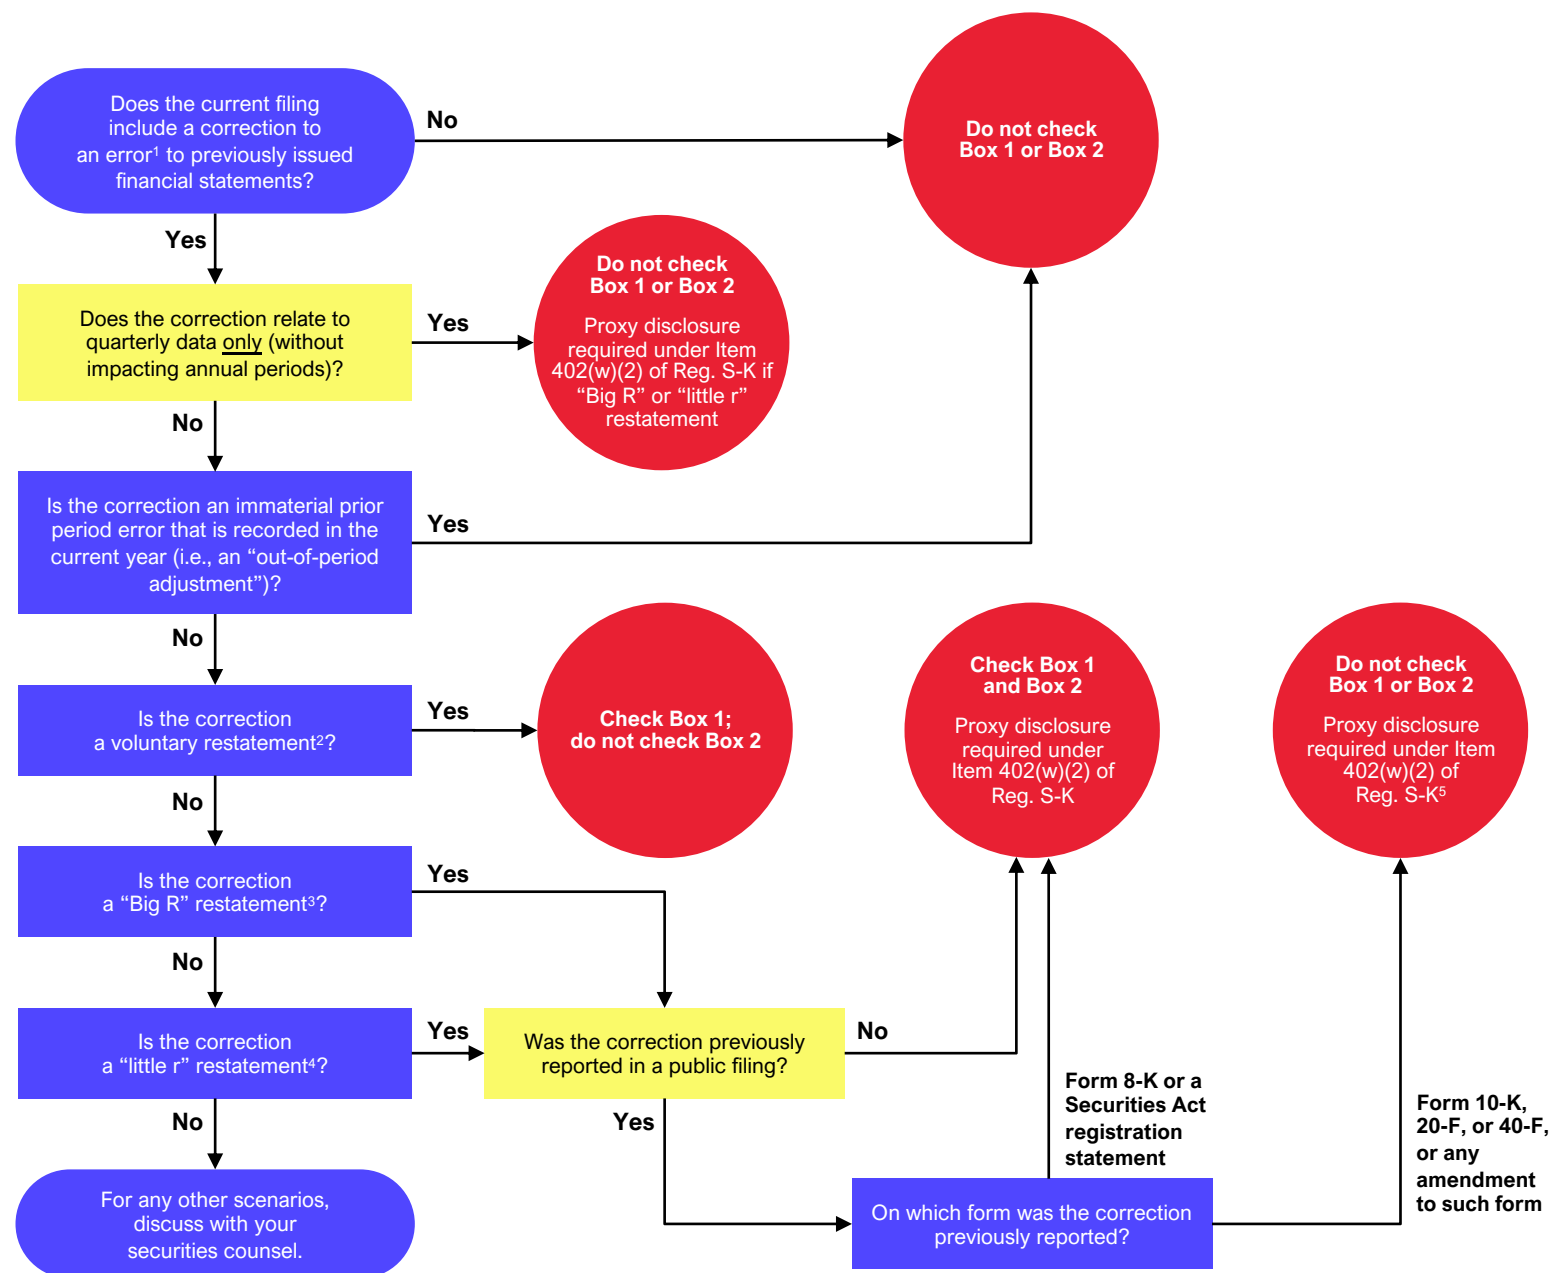 Does the current filing
include a correction to
an error¹ to previously issued
financial statements?
No
Do not check
Box 1 or Box 2
Yes
Does the correction relate to
quarterly data only (without
impacting annual periods)?
Yes
Do not check
Box 1 or Box 2
Proxy disclosure
required under Item
402(w)(2) of Reg. S-K if
“Big R” or “little r”
restatement
No
Is the correction an immaterial prior
period error that is recorded in the
current year (i.e., an “out-of-period
adjustment”)?
Yes
No
Is the correction
a voluntary restatement²?
Yes
Check Box 1;
do not check Box 2
Check Box 1
and Box 2
Proxy disclosure
required under
Item 402(w)(2) of
Reg. S-K
Do not check
Box 1 or Box 2
Proxy disclosure
required under Item
402(w)(2) of
Reg. S-K⁵
No
Is the correction
a “Big R” restatement³?
Yes
No
Is the correction
a “little r” restatement⁴?
Yes
Was the correction previously
reported in a public filing?
No
Yes
Form 8-K or a
Securities Act
registration
statement
Form 10-K,
20-F, or 40-F,
or any
amendment
to such form
On which form was the correction
previously reported?
No
For any other scenarios,
discuss with your
securities counsel.